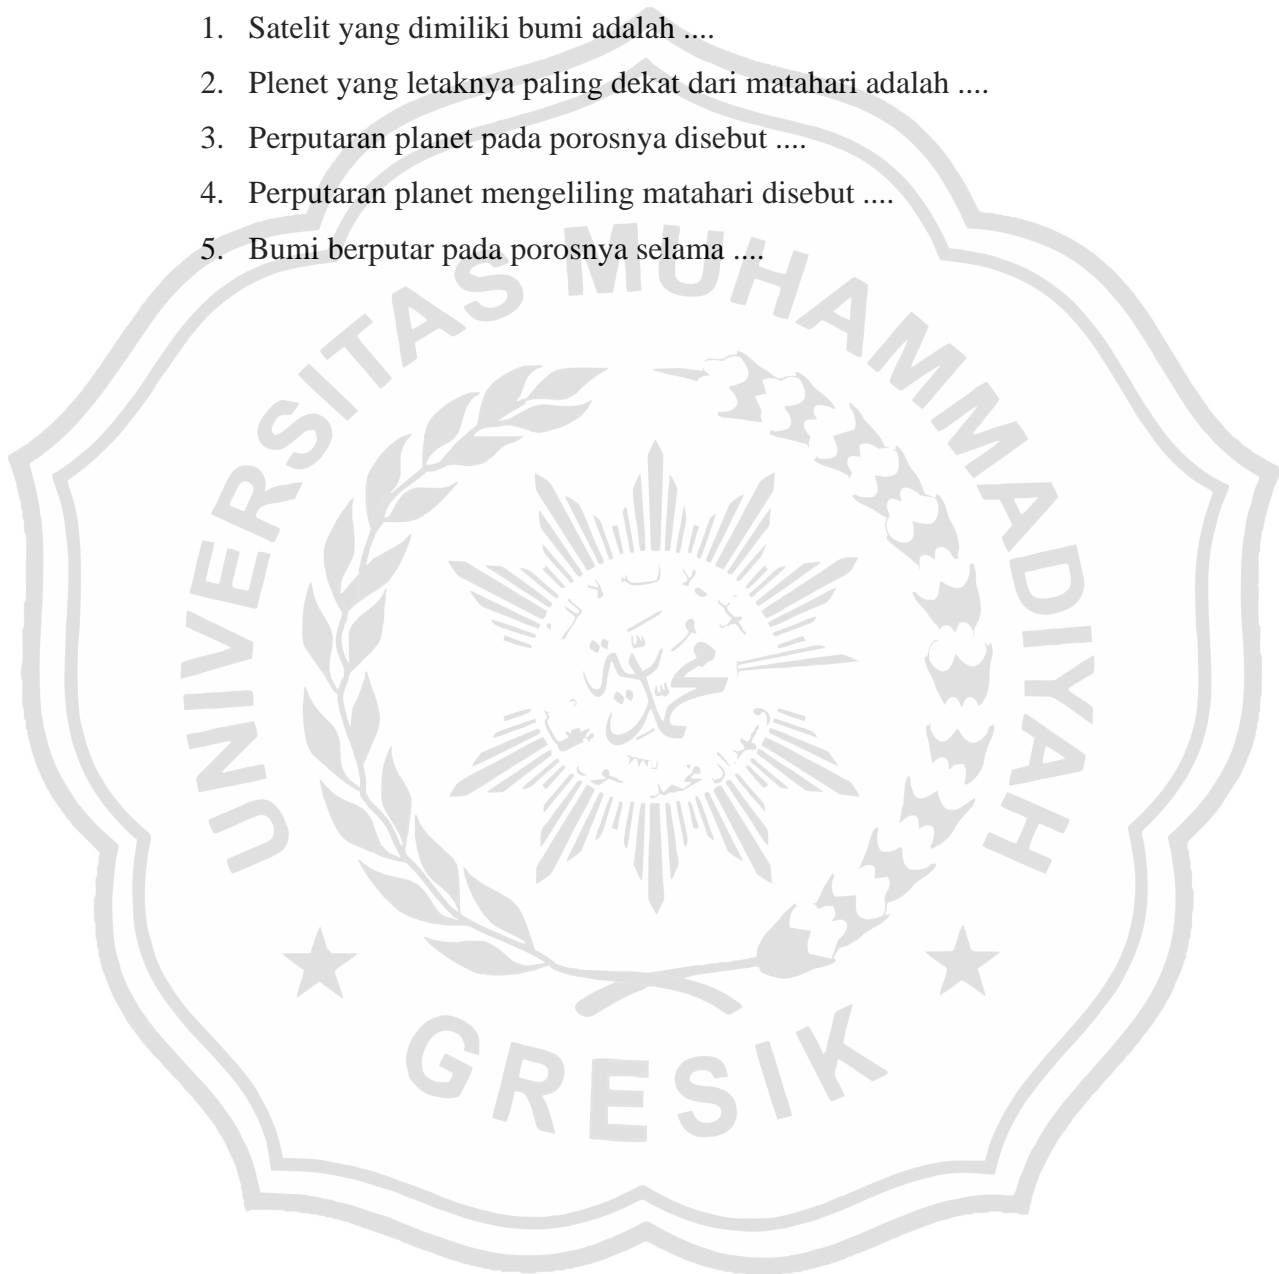 1. Satelit yang dimiliki bumi adalah ....
2. Plenet yang letaknya paling dekat dari matahari adalah ....
3. Perputaran planet pada porosnya disebut ....
4. Perputaran planet mengeliling matahari disebut ....
5. Bumi berputar pada porosnya selama ....
UNIVERSITAS MUHAMMADIYAH
محمدية
GRESIK